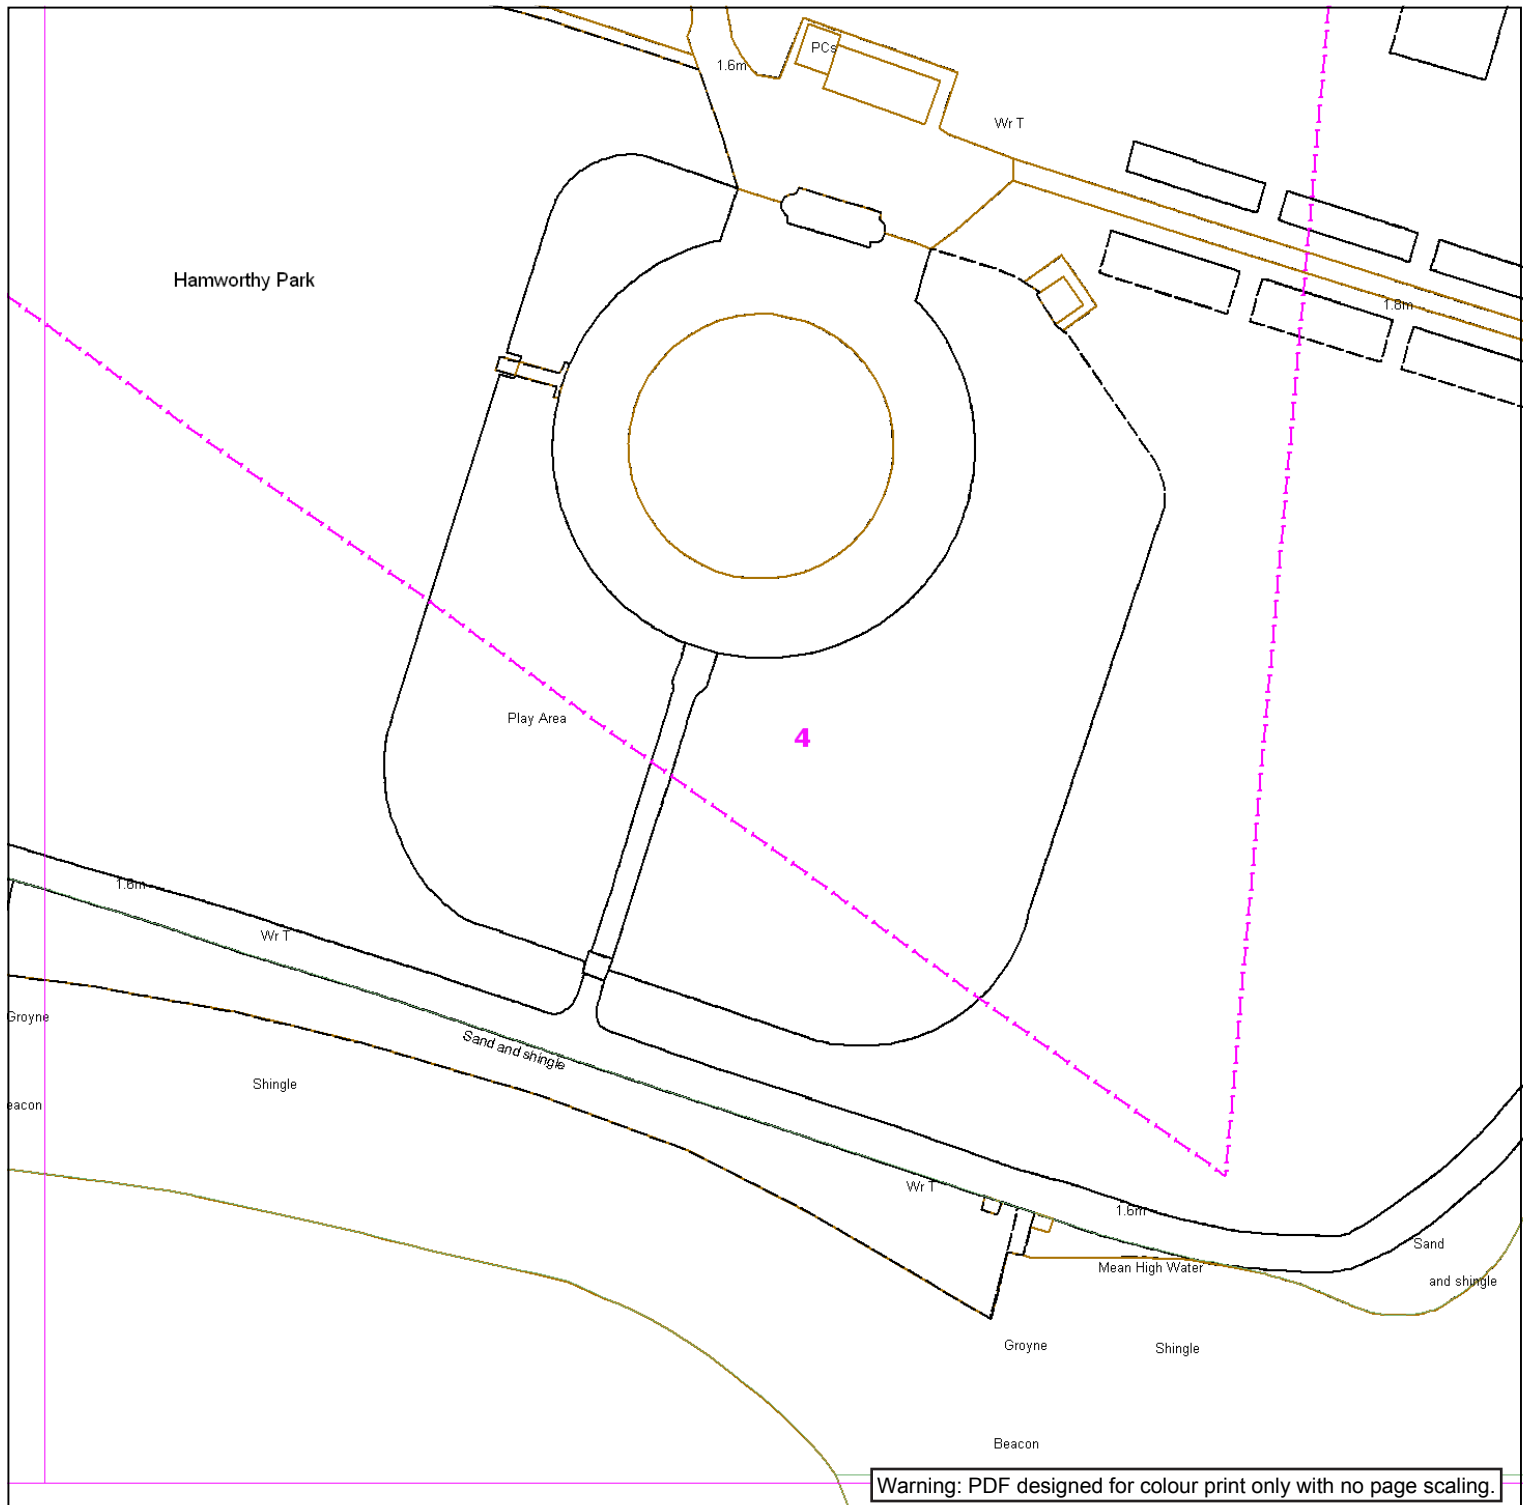 PCs
1.6m
Wr T
Hamworthy Park
1.8m
Play Area
4
1.6m
Wr T
Groyne
Sand and shingle
Shingle
eacon
Wr T
1.6m
Sand
and shingle
Mean High Water
Groyne
Shingle
Beacon
Warning: PDF designed for colour print only with no page scaling.